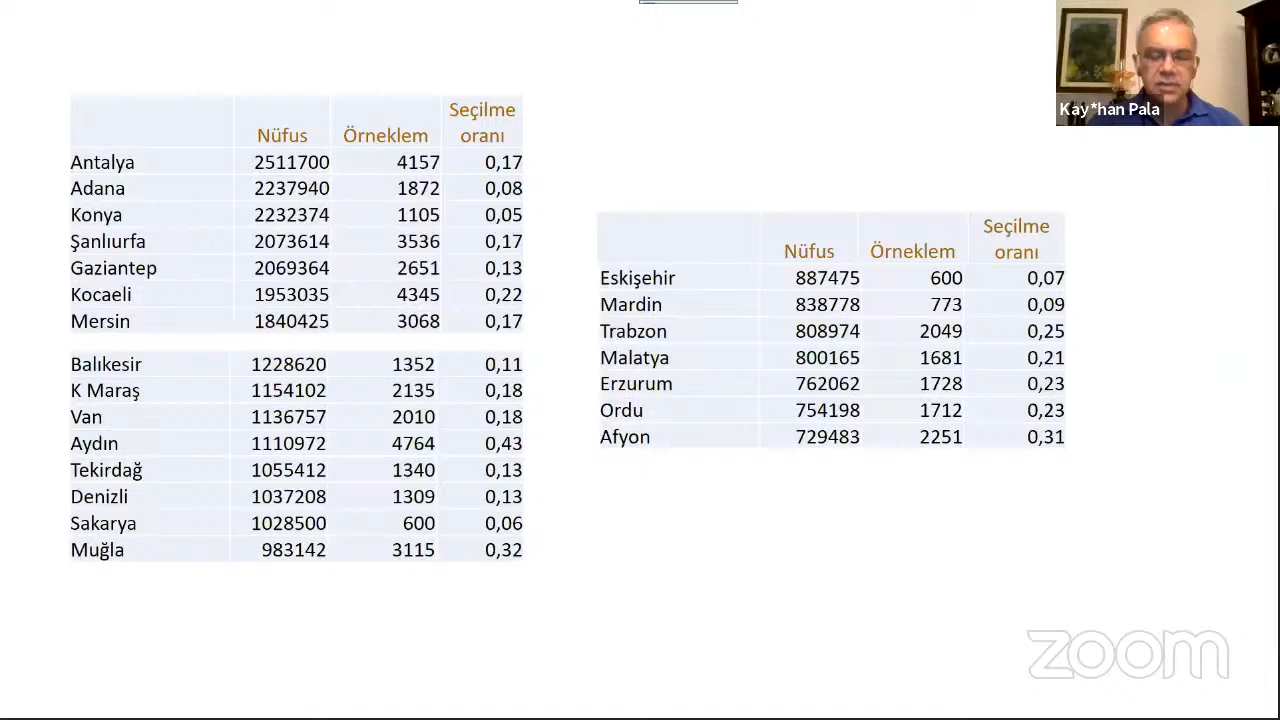 Seçilme
Nüfus Örneklem oranı
Antalya 2511700 4157 0,17
Adana 2237940 1872 0,08
Konya 2232374 1105 0,05
Şanlıurfa 2073614 3536 0,17
Gaziantep 2069364 2651 0,13
Kocaeli 1953035 4345 0,22
Mersin 1840425 3068 0,17
Balıkesir 1228620 1352 0,11
K Maraş 1154102 2135 0,18
Van 1136757 2010 0,18
Aydın 1110972 4764 0,43
Tekirdağ 1055412 1340 0,13
Denizli 1037208 1309 0,13
Sakarya 1028500 600 0,06
Muğla 983142 3115 0,32
Seçilme
Nüfus Örneklem oranı
Eskişehir 887475 600 0,07
Mardin 838778 773 0,09
Trabzon 808974 2049 0,25
Malatya 800165 1681 0,21
Erzurum 762062 1728 0,23
Ordu 754198 1712 0,23
Afyon 729483 2251 0,31
Kay*han Pala
zoom